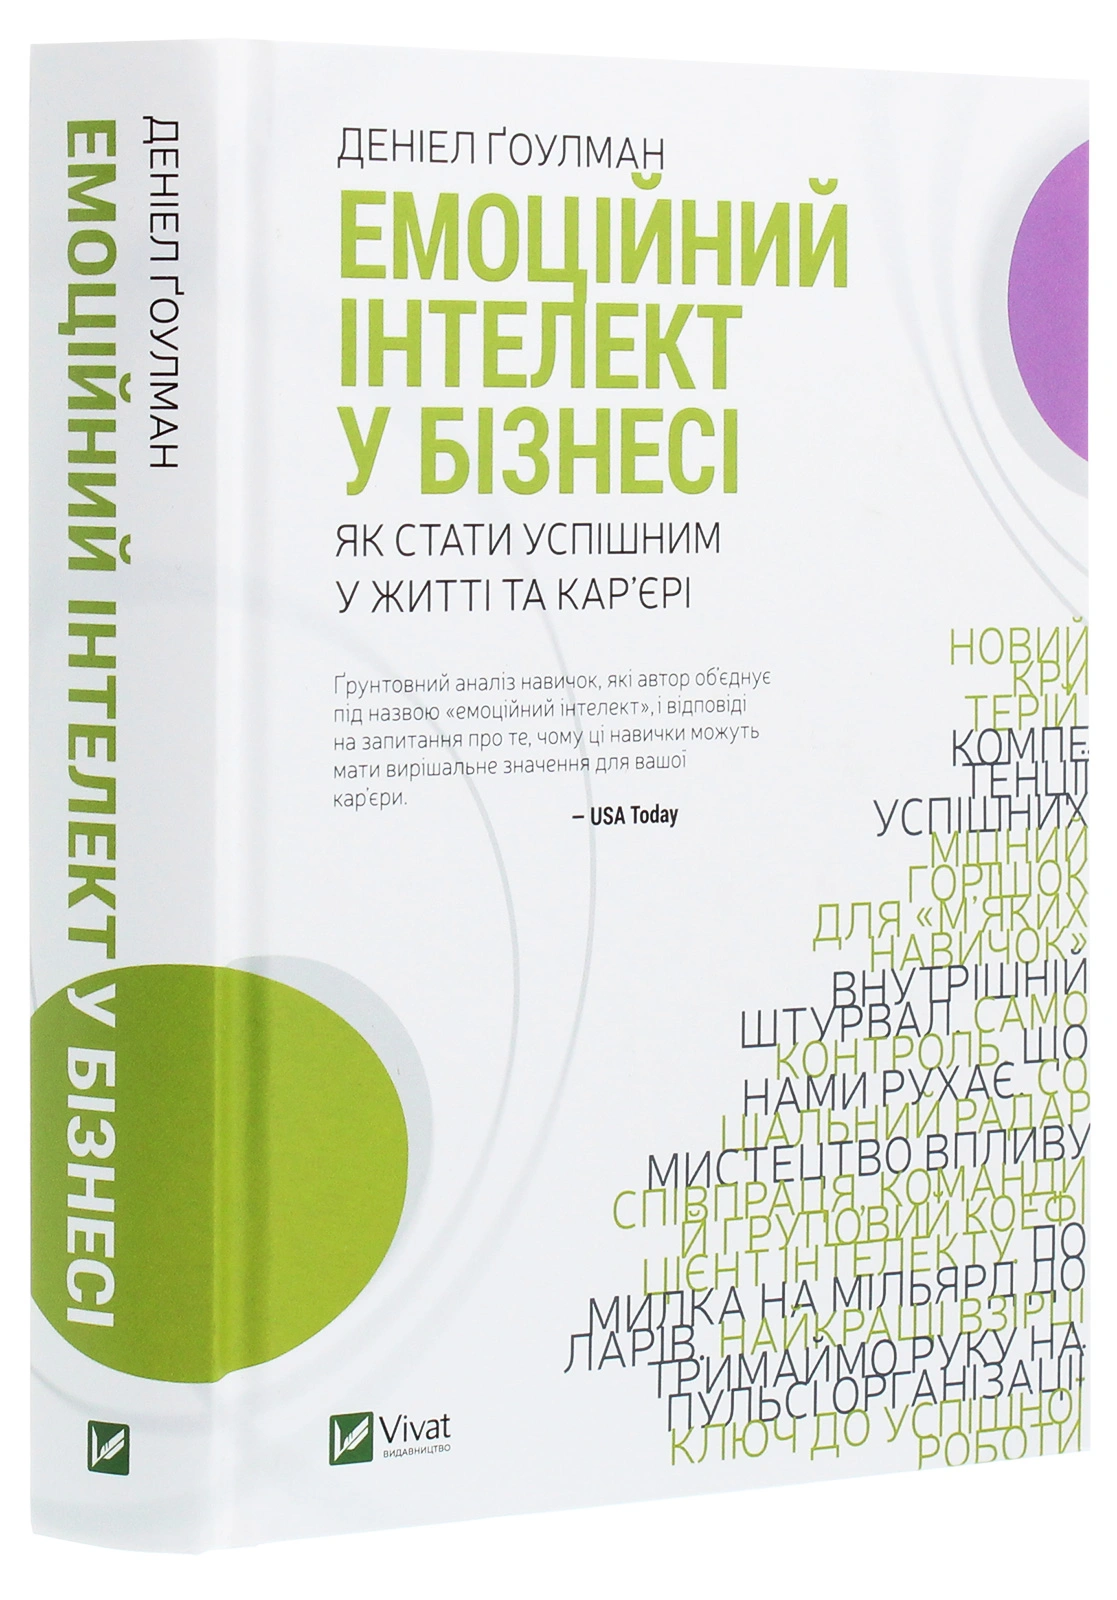 ДЕНІЕЛ ҐОУЛМАН
ЕМОЦІЙНИЙ ІНТЕЛЕКТ У БІЗНЕСІ
ДЕНІЕЛ ҐОУЛМАН
ЕМОЦІЙНИЙ
ІНТЕЛЕКТ
У БІЗНЕСІ
ЯК СТАТИ УСПІШНИМ
У ЖИТТІ ТА КАР’ЄРІ
Ґрунтовний аналіз навичок, які автор об’єднує
під назвою «емоційний інтелект», і відповіді
на запитання про те, чому ці навички можуть
мати вирішальне значення для вашої
кар’єри.
– USA Today
НОВИЙ
КРИ
ТЕРІЙ.
КОМПЕ
ТЕНЦІЇ
УСПІШНИХ
МІЦНИЙ
ГОРІШОК
ДЛЯ «М’ЯКИХ
НАВИЧОК»
ВНУТРІШНІЙ
ШТУРВАЛ. САМО
КОНТРОЛЬ. ЩО
НАМИ РУХАЄ. СО
ЦІАЛЬНИЙ РАДАР
МИСТЕЦТВО ВПЛИВУ
СПІВПРАЦЯ, КОМАНДИ
Й ГРУПОВИЙ КОЕФІ
ЦІЄНТ ІНТЕЛЕКТУ. ПО
МИЛКА НА МІЛЬЯРД ДО
ЛАРІВ. НАЙКРАЩІ ВЗІРЦІ
ТРИМАЙМО РУКУ НА
ПУЛЬСІ ОРГАНІЗАЦІЇ
КЛЮЧ ДО УСПІШНОЇ
РОБОТИ
Vivat
ВИДАВНИЦТВО